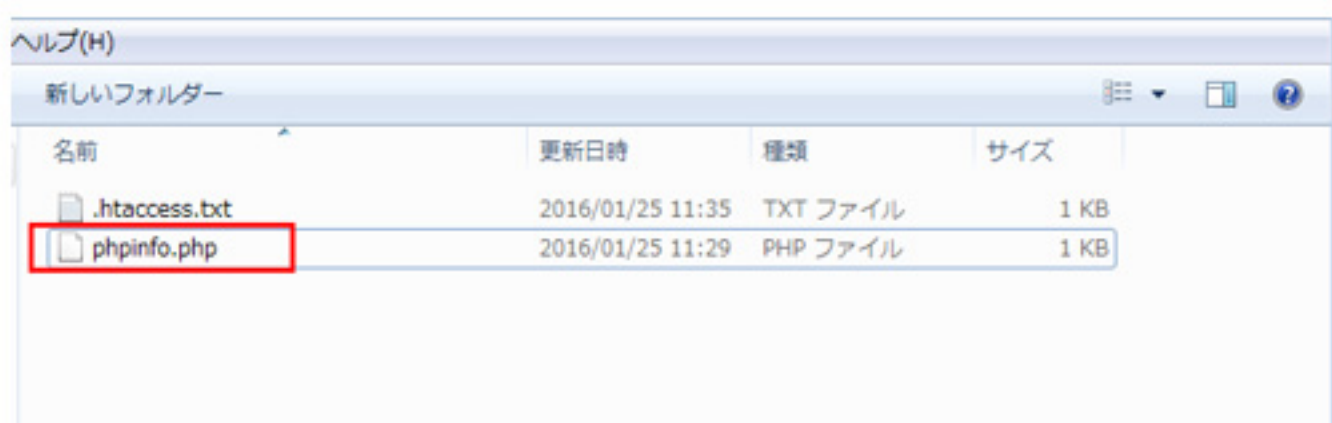 ヘルプ(H)
新しいフォルダー
名前 更新日時 種類 サイズ
.htaccess.txt 2016/01/25 11:35 TXT ファイル 1 KB
phpinfo.php 2016/01/25 11:29 PHP ファイル 1 KB